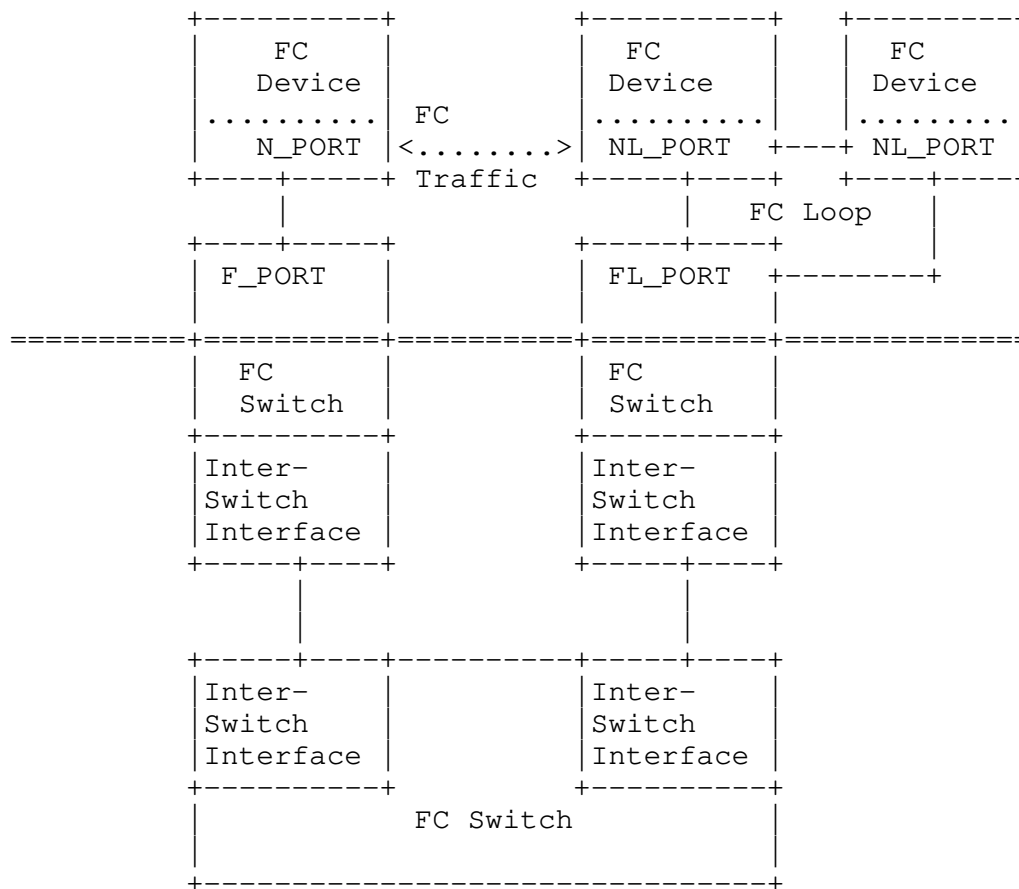 FC FC FC
Device Device Device
FC
N_PORT NL_PORT NL_PORT
Traffic
FC Loop
F_PORT FL_PORT
FC FC
Switch Switch
Inter- Inter-
Switch Switch
Interface Interface
Inter- Inter-
Switch Switch
Interface Interface
FC Switch